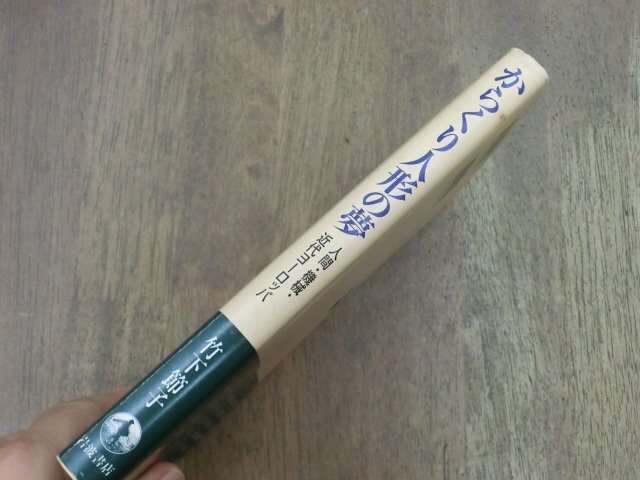 からくり人形の夢
人間・機械・
近代ヨーロッパ
竹下節子
岩波書店